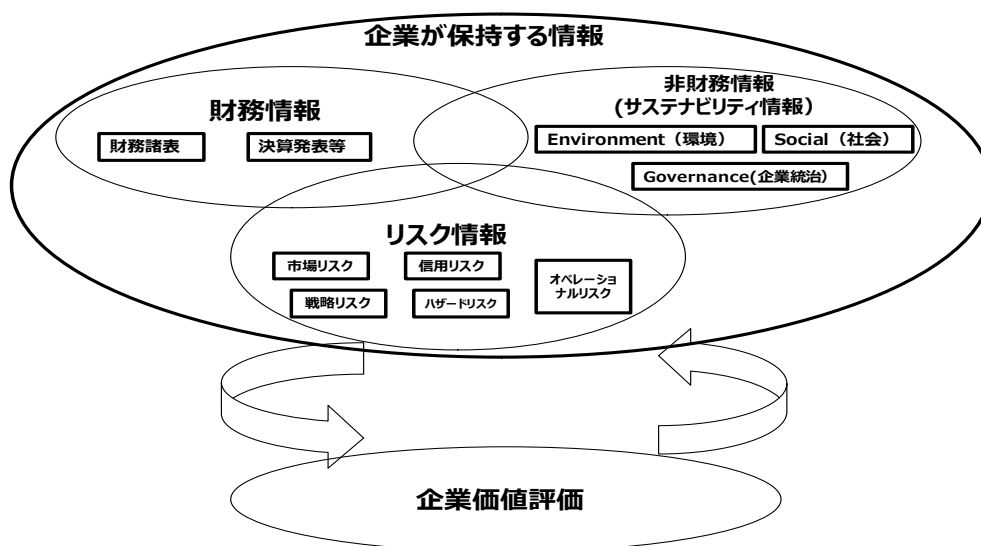 企業が保持する情報
財務情報
財務諸表
決算発表等
非財務情報
(サステナビリティ情報）
Environment（環境）
Social（社会）
Governance(企業統治）
リスク情報
市場リスク
信用リスク
オペレーショ
ナルリスク
戦略リスク
ハザードリスク
企業価値評価